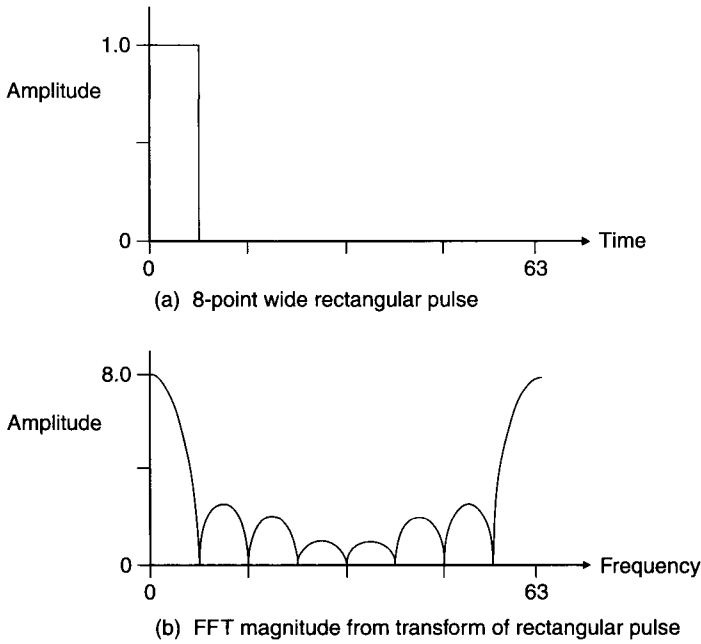 1.0
Amplitude
0
Time
0
63
(a) 8-point wide rectangular pulse
8.0
Amplitude
0
Frequency
0
63
(b) FFT magnitude from transform of rectangular pulse